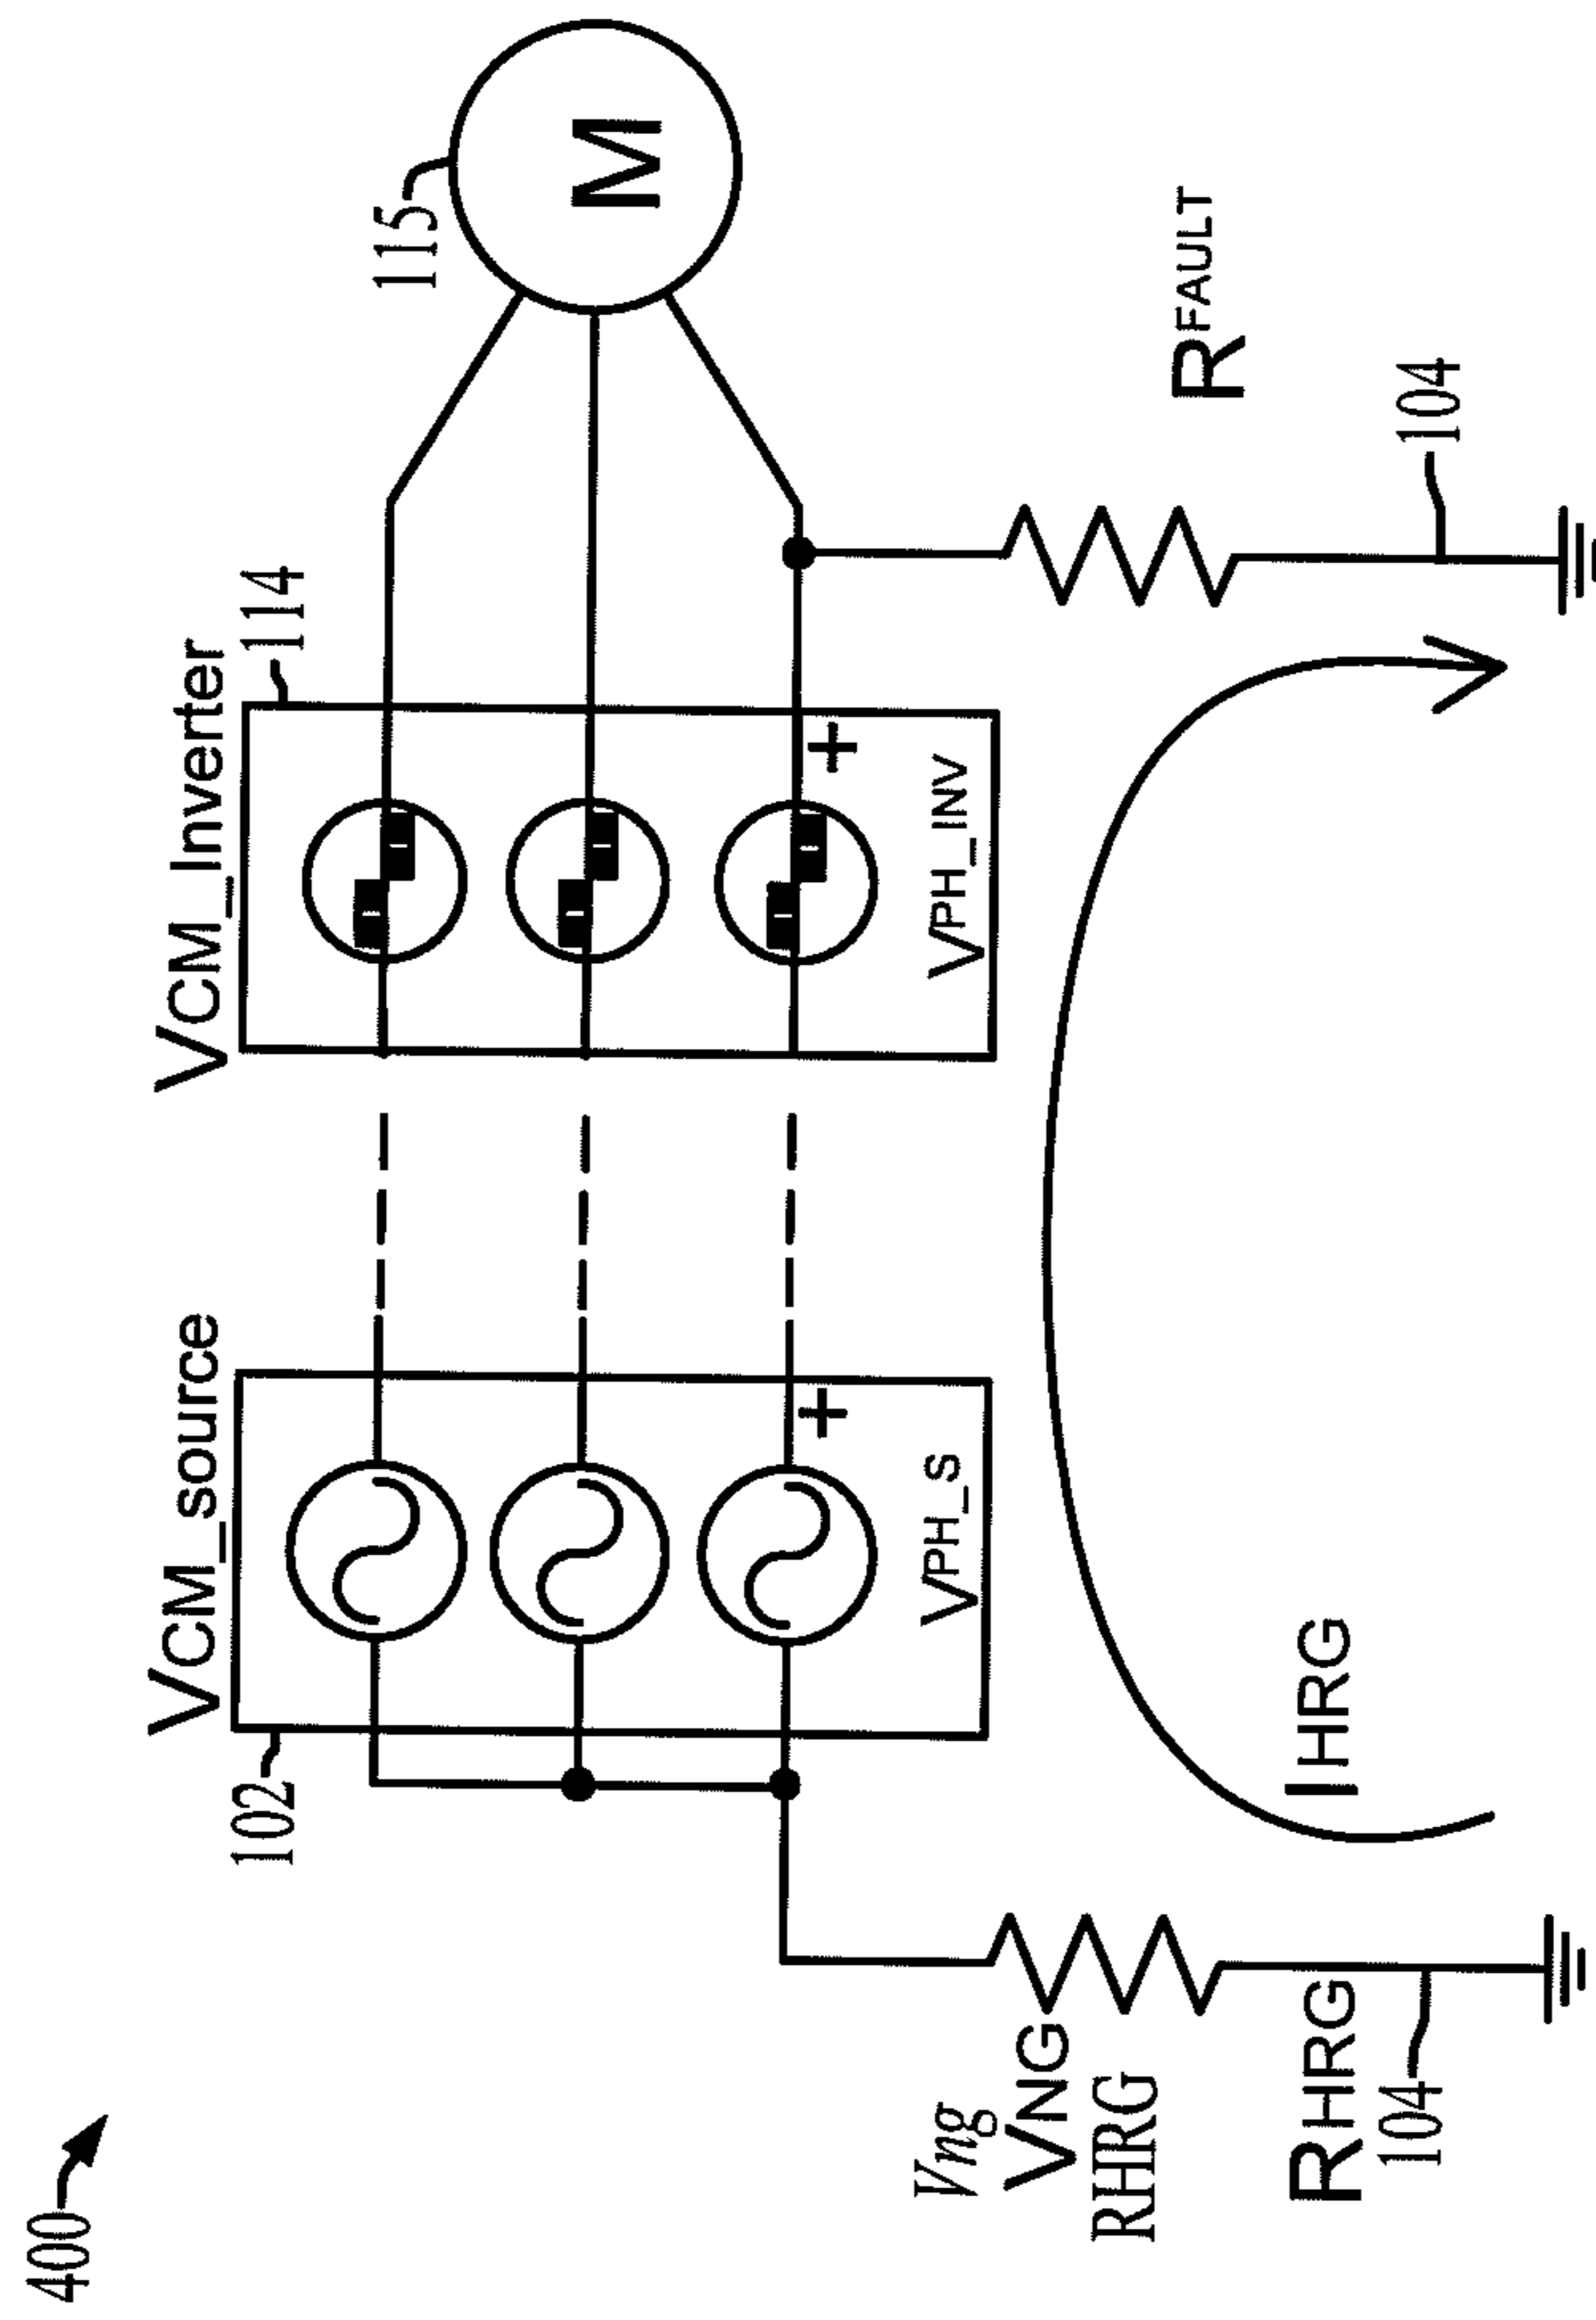 400
102
VCM_source
VCM_Inverter
114
115
M
+
VPH_S
+
VPH_INV
Vng
VNG
RHRG
RHRG
104
IHRG
RFAULT
104